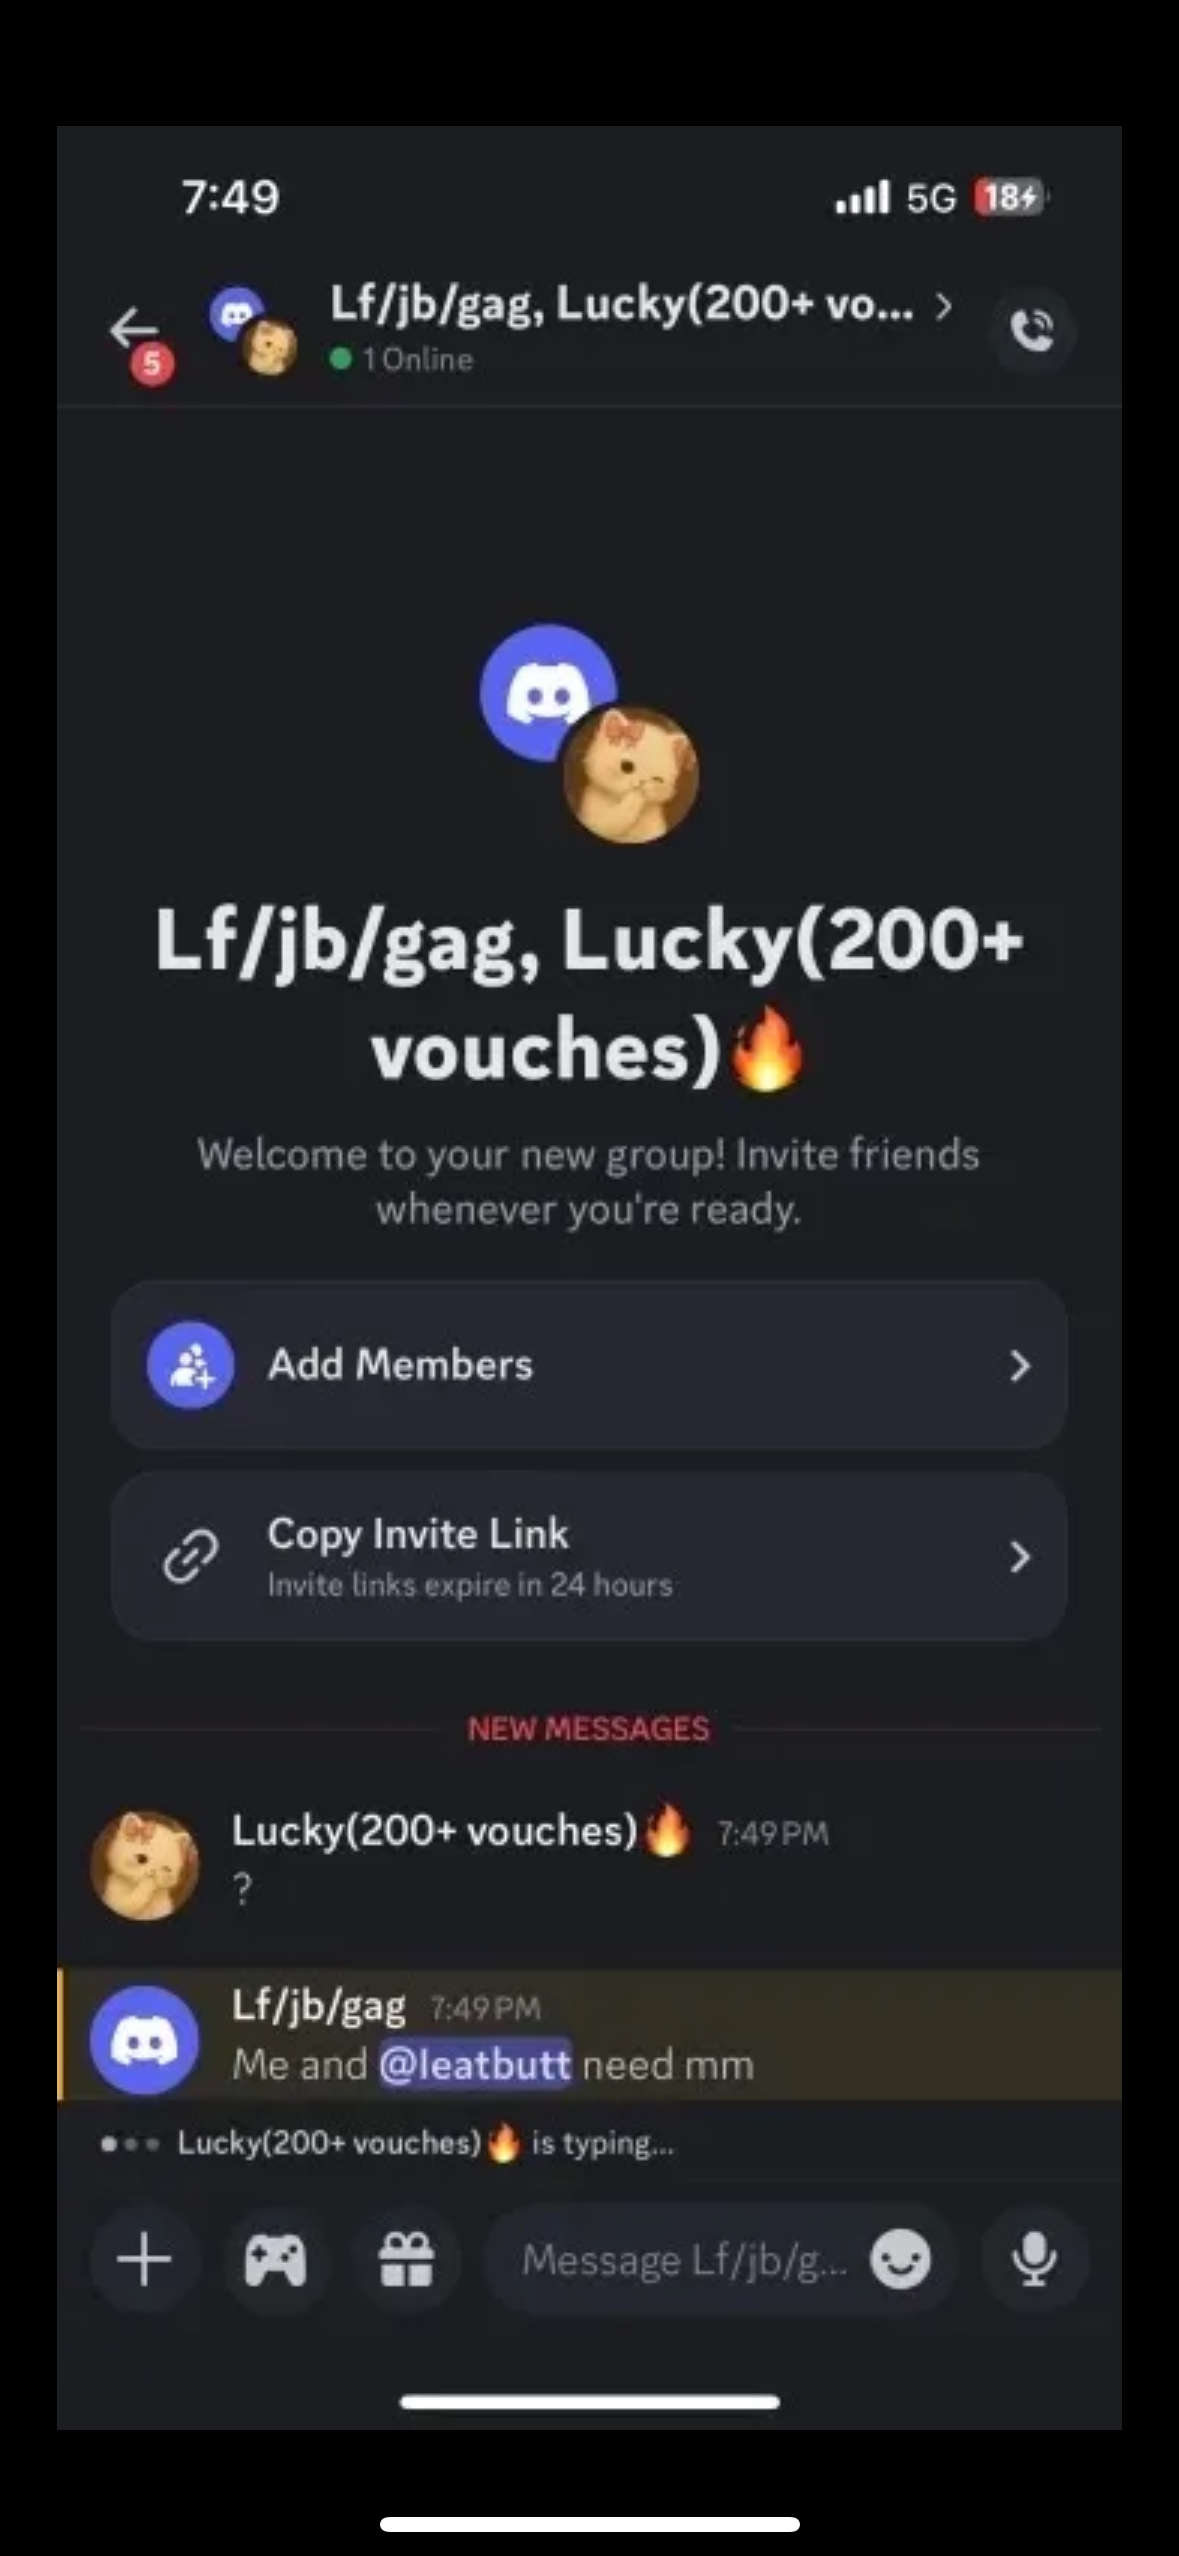 7:49
5G 18
5
Lf/jb/gag, Lucky(200+ vo...
1 Online
Lf/jb/gag, Lucky(200+
vouches)🔥
Welcome to your new group! Invite friends
whenever you're ready.
Add Members
Copy Invite Link
Invite links expire in 24 hours
NEW MESSAGES
Lucky(200+ vouches)🔥 7:49 PM
?
Lf/jb/gag 7:49 PM
Me and @leatbutt need mm
Lucky(200+ vouches)🔥 is typing...
Message Lf/jb/g...